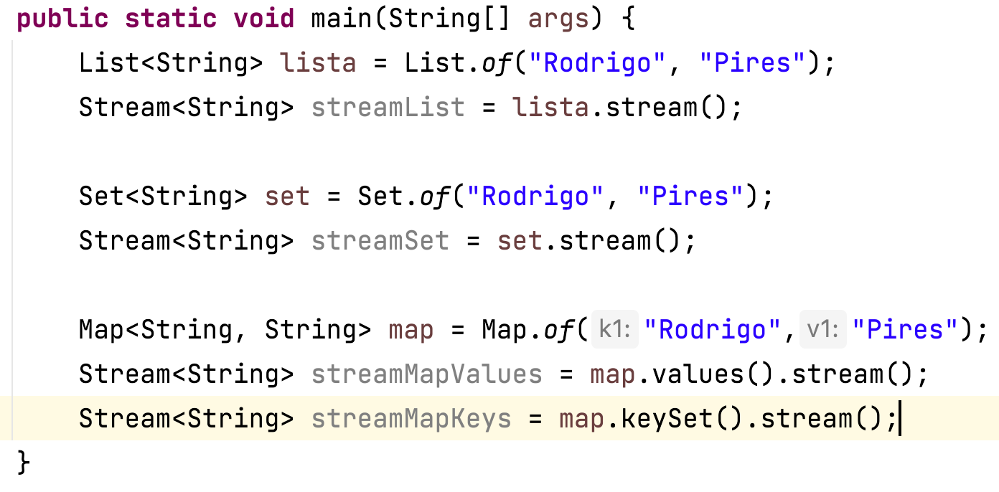 public static void main(String[] args) {
List<String> lista = List.of("Rodrigo", "Pires");
Stream<String> streamList = lista.stream();
Set<String> set = Set.of("Rodrigo", "Pires");
Stream<String> streamSet = set.stream();
Map<String, String> map = Map.of( k1: "Rodrigo", v1: "Pires");
Stream<String> streamMapValues = map.values().stream();
Stream<String> streamMapKeys = map.keySet().stream();
}